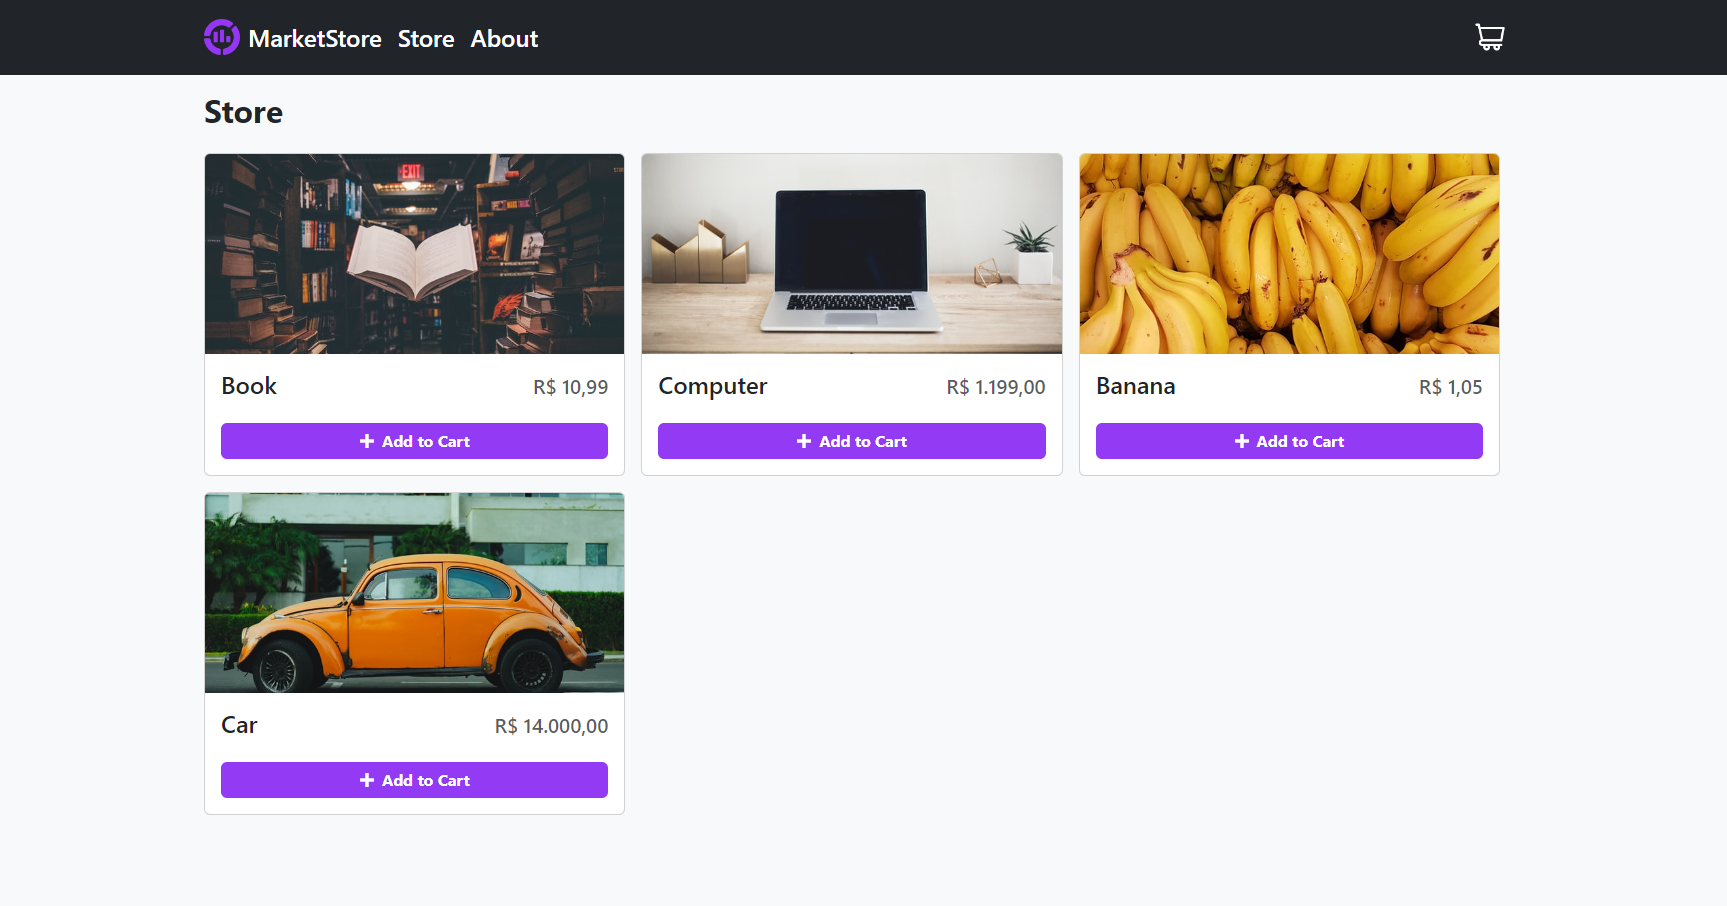 MarketStore Store About
Store
EXIT
Book R$ 10,99
Add to Cart
Computer R$ 1.199,00
Add to Cart
Banana R$ 1,05
Add to Cart
Car R$ 14.000,00
Add to Cart